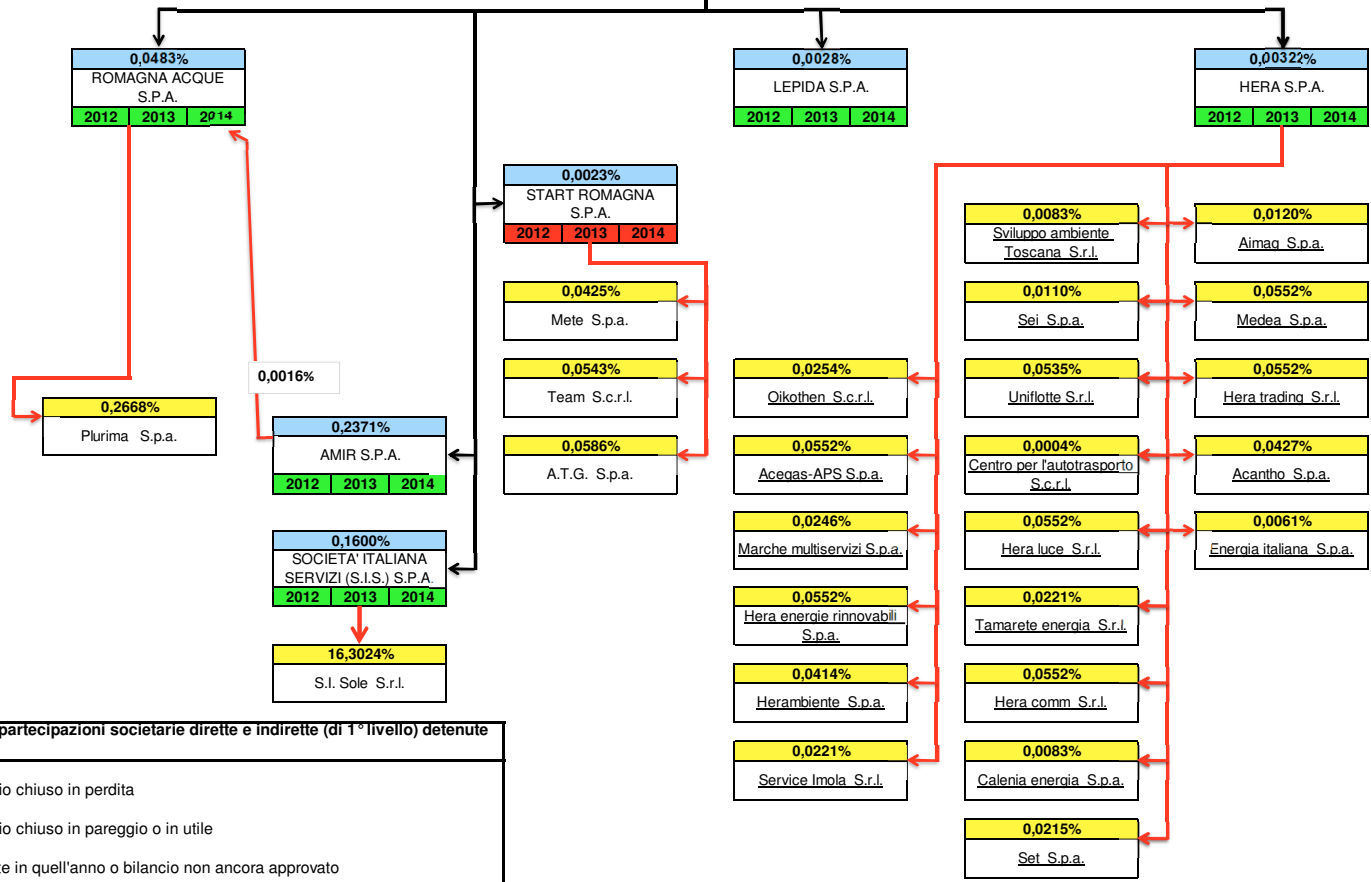 0,0483%
ROMAGNA ACQUE
S.P.A.
2012 2013 2014
0,0028%
LEPIDA S.P.A.
2012 2013 2014
0,00322%
HERA S.P.A.
2012 2013 2014
0,0023%
START ROMAGNA
S.P.A.
2012 2013 2014
0,0425%
Mete S.p.a.
0,0543%
Team S.c.r.l.
0,0586%
A.T.G. S.p.a.
0,0016%
0,2668%
Plurima S.p.a.
0,2371%
AMIR S.P.A.
2012 2013 2014
0,1600%
SOCIETA' ITALIANA
SERVIZI (S.I.S.) S.P.A.
2012 2013 2014
16,3024%
S.I. Sole S.r.l.
0,0254%
Oikothen S.c.r.l.
0,0552%
Acegas-APS S.p.a.
0,0246%
Marche multiservizi S.p.a.
0,0552%
Hera energie rinnovabili
S.p.a.
0,0414%
Herambiente S.p.a.
0,0221%
Service Imola S.r.l.
0,0083%
Sviluppo ambiente
Toscana S.r.l.
0,0110%
Sei S.p.a.
0,0535%
Uniflotte S.r.l.
0,0004%
Centro per l'autotrasporto
S.c.r.l.
0,0552%
Hera luce S.r.l.
0,0221%
Tamarete energia S.r.l.
0,0552%
Hera comm S.r.l.
0,0083%
Calenia energia S.p.a.
0,0215%
Set S.p.a.
0,0120%
Aimag S.p.a.
0,0552%
Medea S.p.a.
0,0552%
Hera trading S.r.l.
0,0427%
Acantho S.p.a.
0,0061%
Energia italiana S.p.a.
partecipazioni societarie dirette e indirette (di 1° livello) detenute
io chiuso in perdita
io chiuso in pareggio o in utile
e in quell'anno o bilancio non ancora approvato